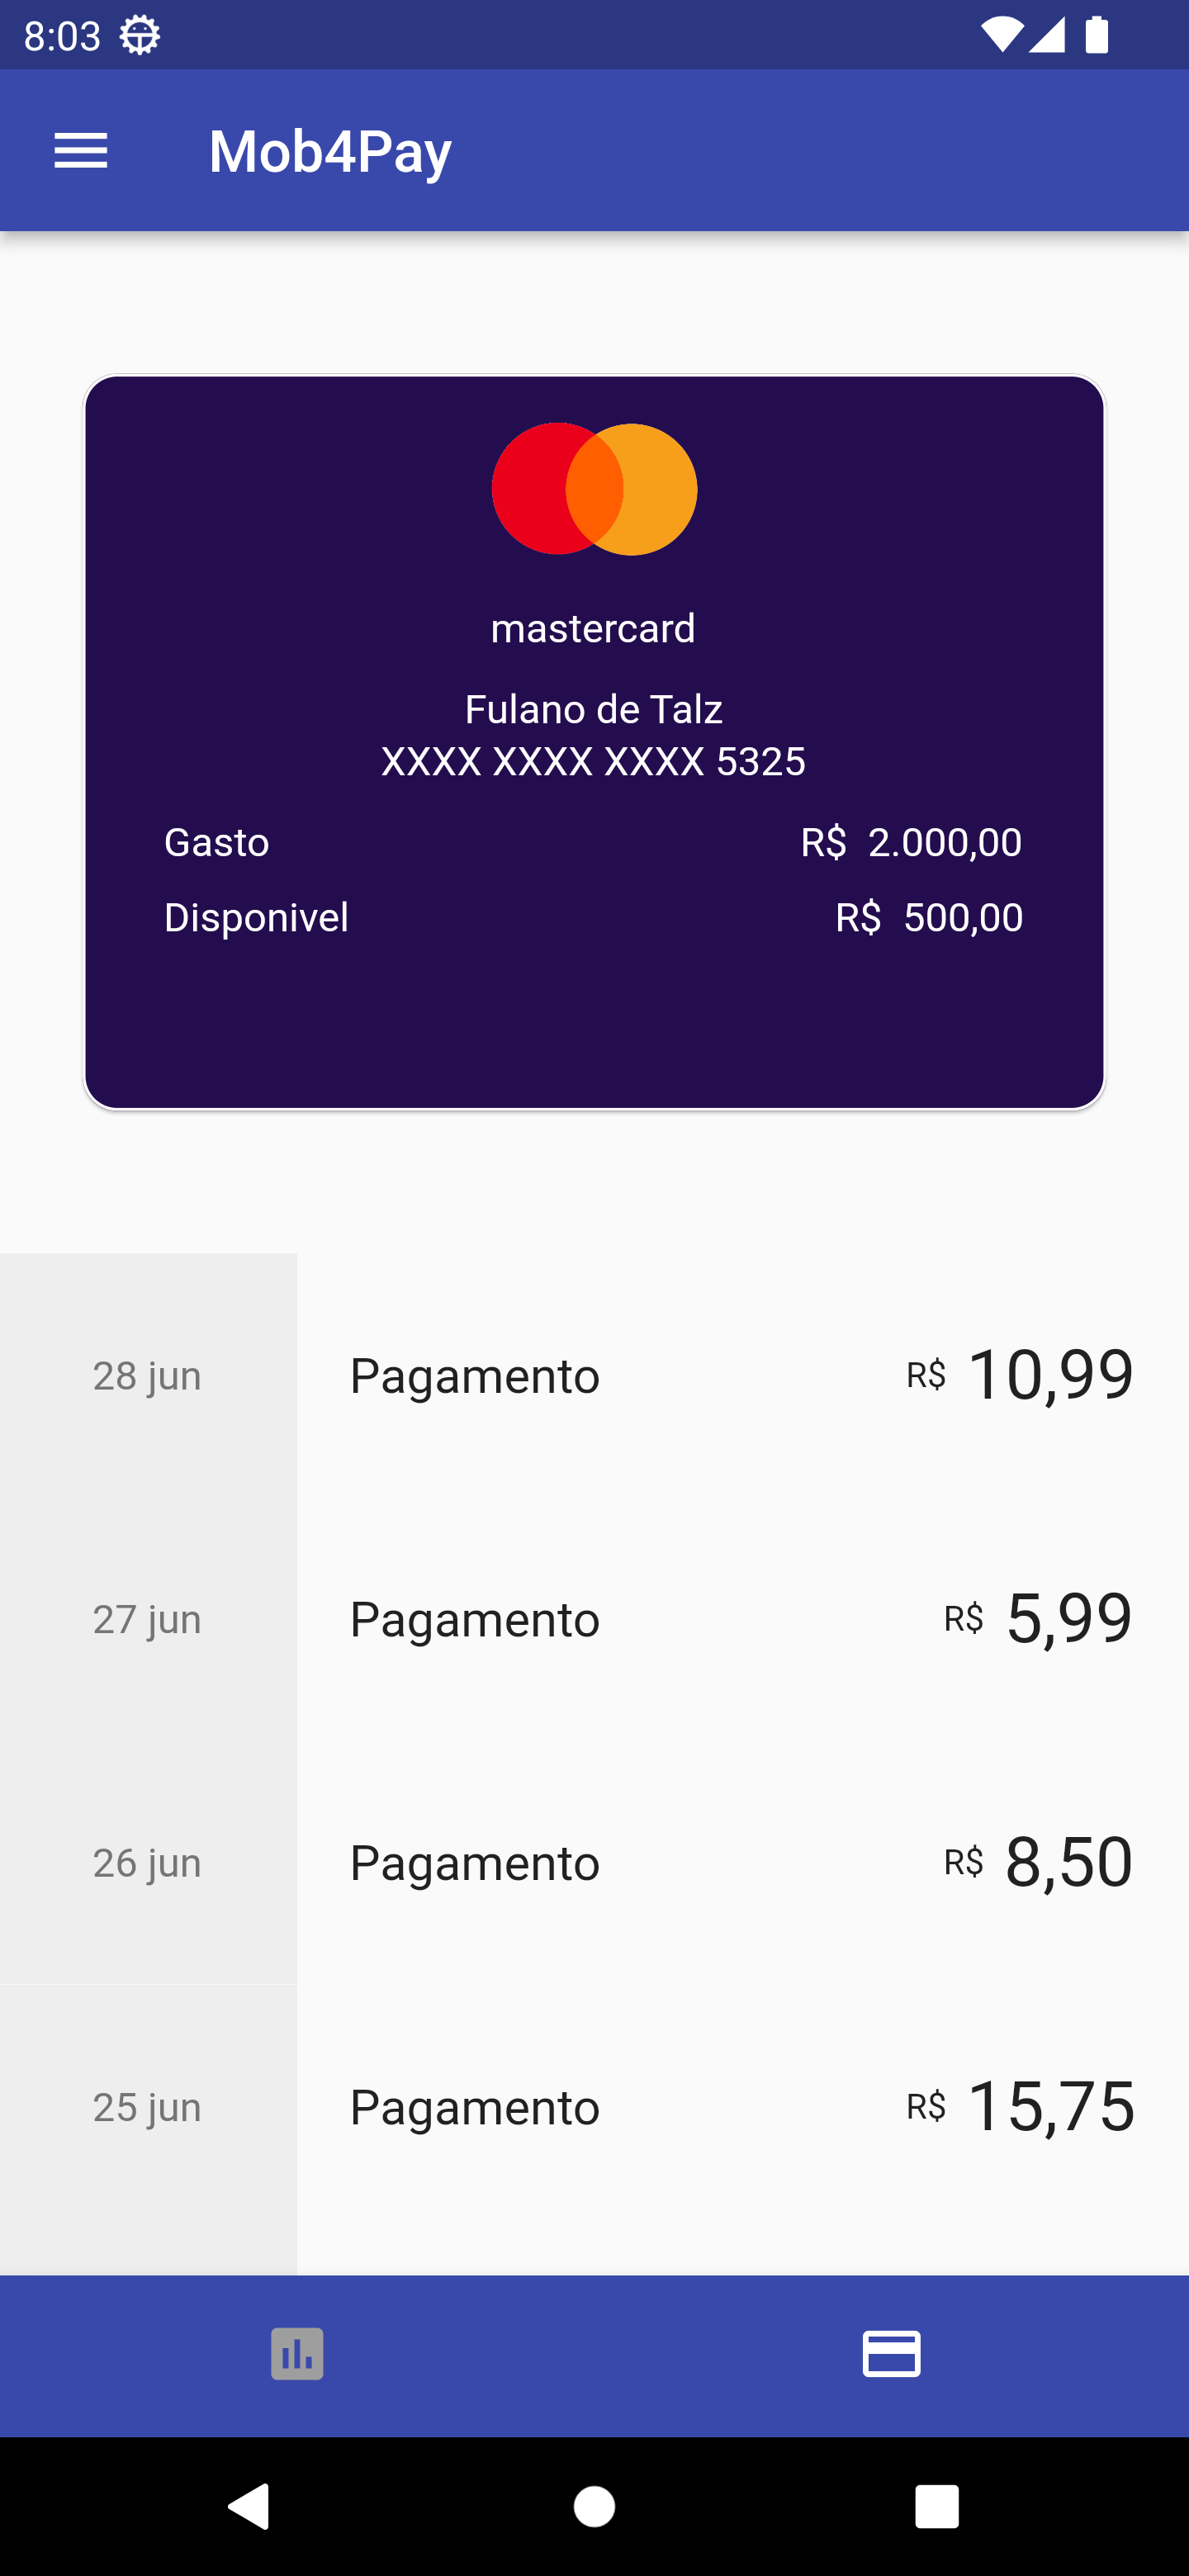 8:03
Mob4Pay
mastercard
Fulano de Talz
XXXX XXXX XXXX 5325
Gasto R$ 2.000,00
Disponivel R$ 500,00
28 jun Pagamento R$ 10,99
27 jun Pagamento R$ 5,99
26 jun Pagamento R$ 8,50
25 jun Pagamento R$ 15,75